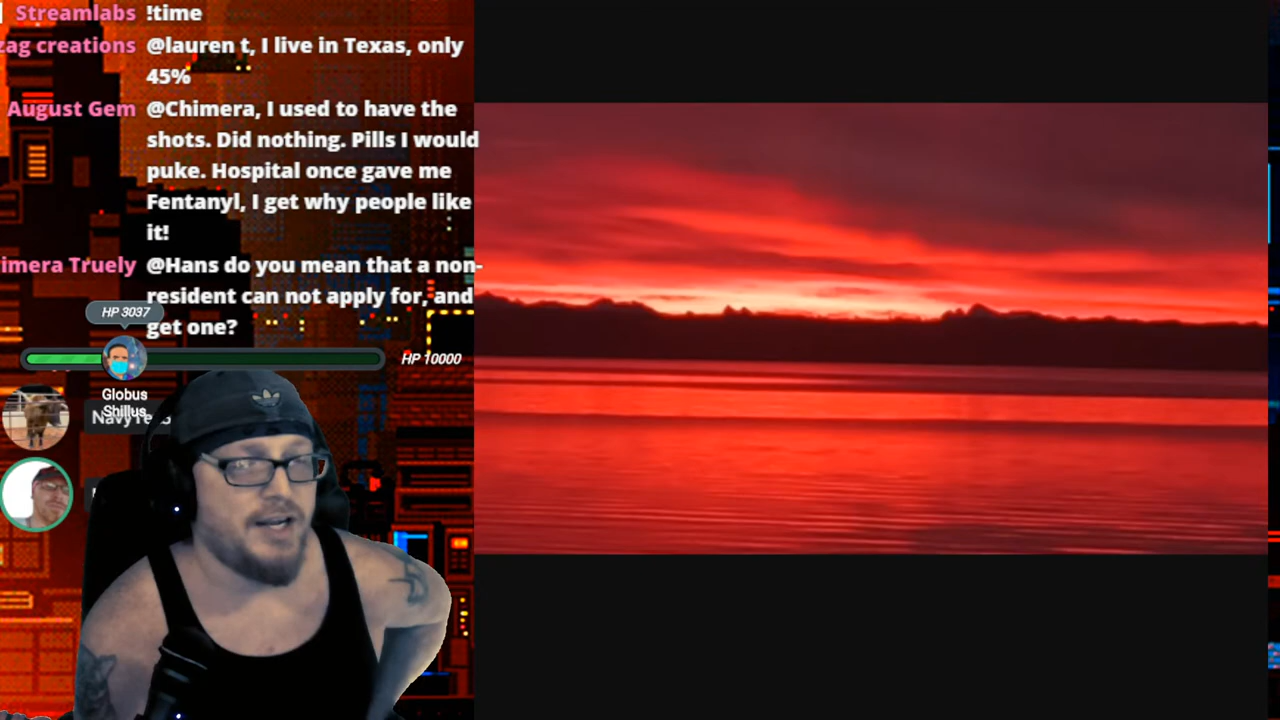 Streamlabs !time
zag creations @lauren t, I live in Texas, only
45%
August Gem @Chimera, I used to have the
shots. Did nothing. Pills I would
puke. Hospital once gave me
Fentanyl, I get why people like
it!
imera Truely @Hans do you mean that a non-
resident can not apply for, and
get one?
HP 3037
HP 10000
Globus
Shillus